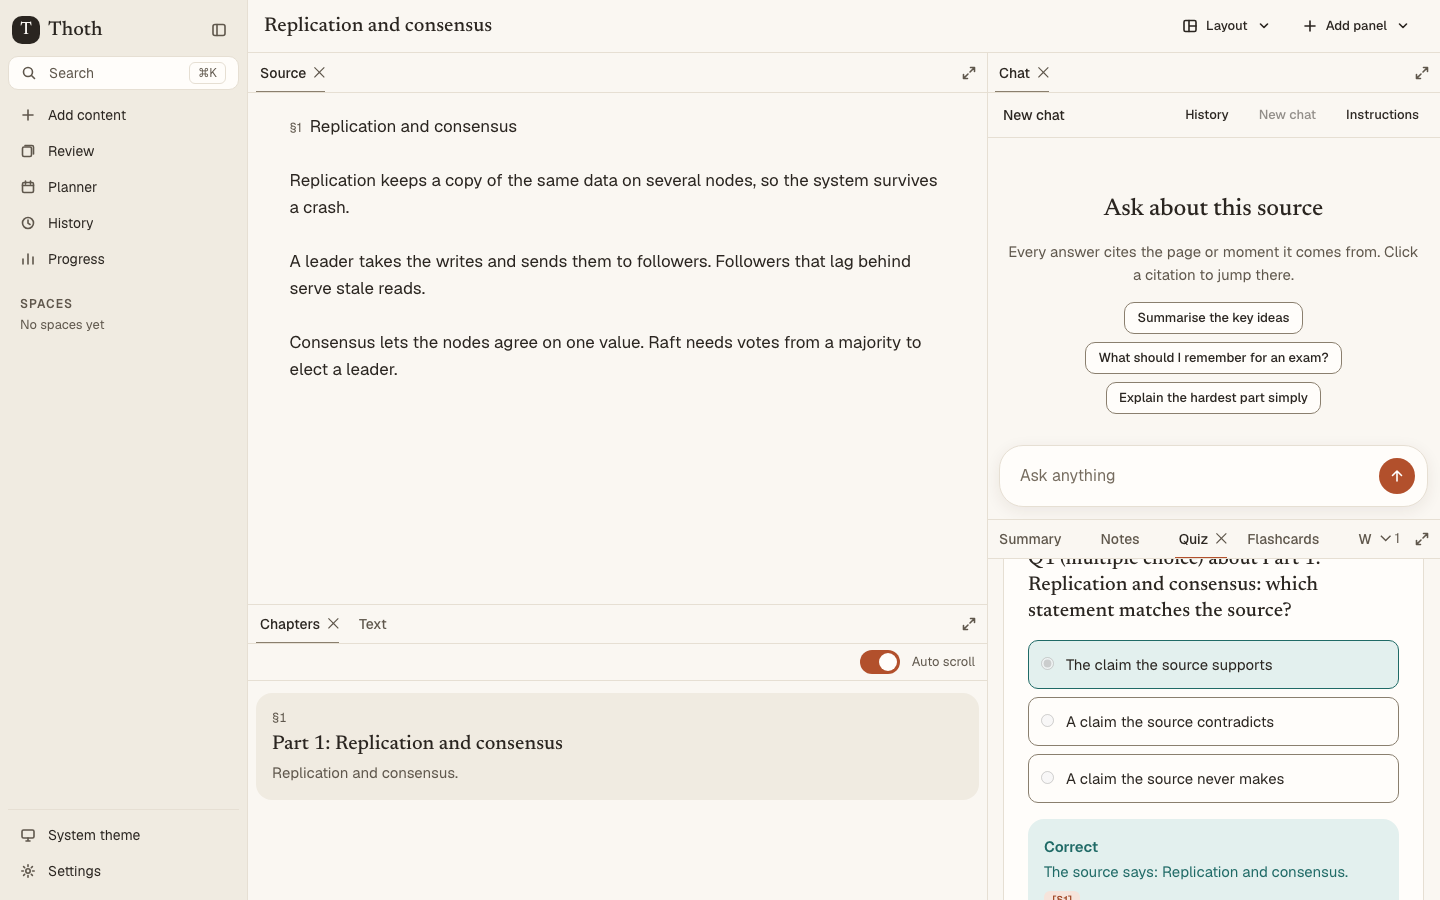 T Thoth
Search ⌘K
Add content
Review
Planner
History
Progress
SPACES
No spaces yet
System theme
Settings
Replication and consensus
Layout
Add panel
Source
§1 Replication and consensus
Replication keeps a copy of the same data on several nodes, so the system survives
a crash.
A leader takes the writes and sends them to followers. Followers that lag behind
serve stale reads.
Consensus lets the nodes agree on one value. Raft needs votes from a majority to
elect a leader.
Chapters Text
Auto scroll
§1
Part 1: Replication and consensus
Replication and consensus.
Chat
New chat History New chat Instructions
Ask about this source
Every answer cites the page or moment it comes from. Click
a citation to jump there.
Summarise the key ideas
What should I remember for an exam?
Explain the hardest part simply
Ask anything
Summary Notes Quiz Flashcards W 1
Q1 (multiple choice) about Part 1:
Replication and consensus: which
statement matches the source?
The claim the source supports
A claim the source contradicts
A claim the source never makes
Correct
The source says: Replication and consensus.
[§1]